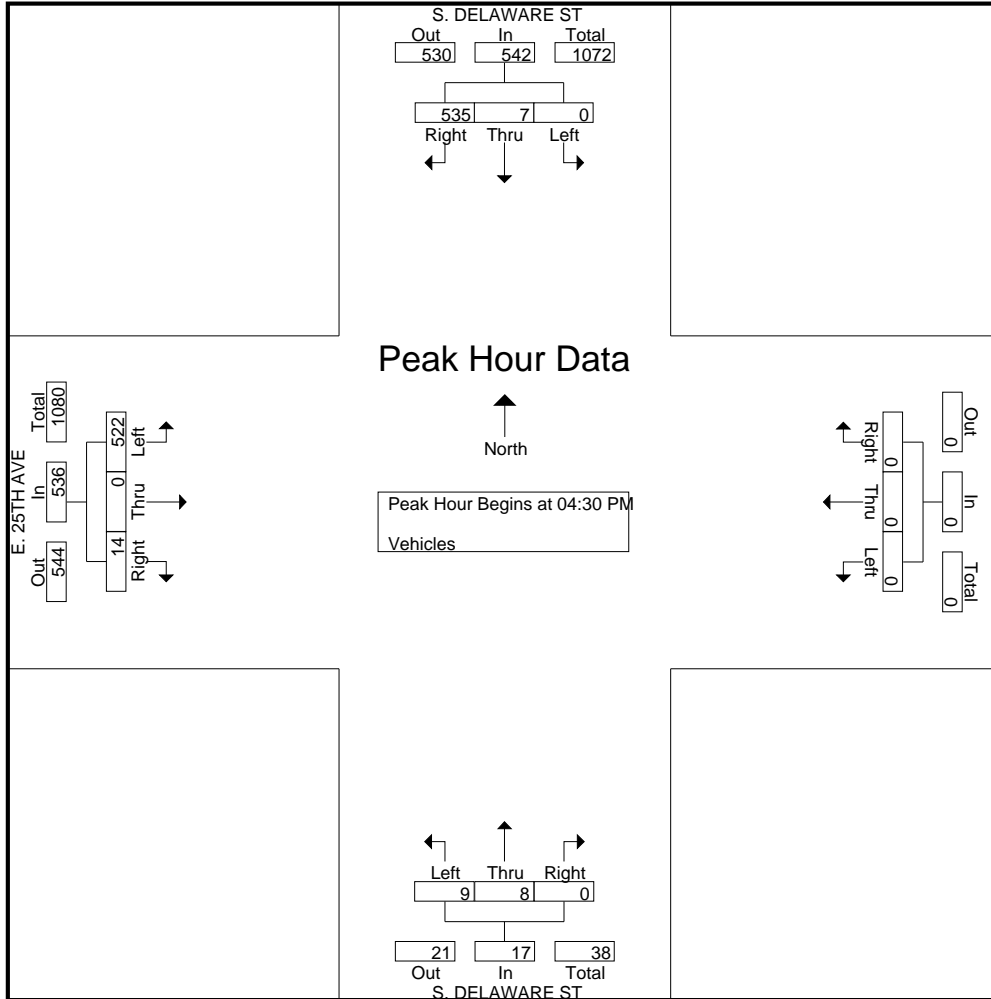 S. DELAWARE ST
Out In Total
530 542 1072
535 7 0
Right Thru Left
Peak Hour Data
North
Peak Hour Begins at 04:30 PM
Vehicles
E. 25TH AVE
Out In Total
544 536 1080
Right Thru Left
14 0 522
Out In Total
0 0 0
Right Thru Left
0 0 0
Left Thru Right
9 8 0
21 17 38
Out In Total
S. DELAWARE ST